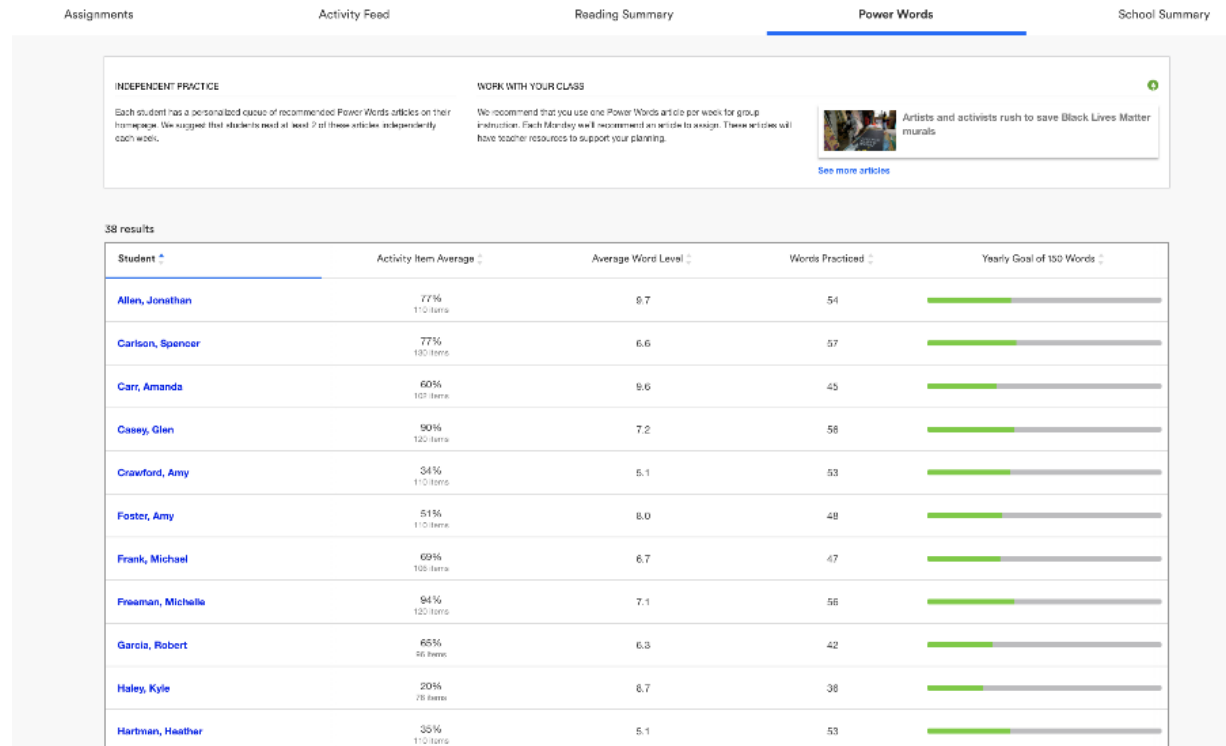 Assignments Activity Feed Reading Summary Power Words School Summary
INDEPENDENT PRACTICE
Each student has a personalized queue of recommended Power Words articles on their
homepage. We suggest that students read at least 2 of these articles independently
each week.
WORK WITH YOUR CLASS
We recommend that you use one Power Words article per week for group
instruction. Each Monday we'll recommend an article to assign. These articles will
have teacher resources to support your planning.
Artists and activists rush to save Black Lives Matter
murals
See more articles
38 results
Student Activity Item Average Average Word Level Words Practiced Yearly Goal of 150 Words
Allen, Jonathan 77% 9.7 54
110 items
Carlson, Spencer 77% 6.6 57
130 items
Carr, Amanda 60% 9.6 45
102 items
Casey, Glen 90% 7.2 56
120 items
Crawford, Amy 34% 5.1 53
110 items
Foster, Amy 51% 8.0 48
110 items
Frank, Michael 69% 6.7 47
items
Freeman, Michelle 94% 7.1 56
120 items
Garcia, Robert 65% 6.3 42
items
Haley, Kyle 20% 36
items
Hartman, Heather 35% 5.1 53
110 items